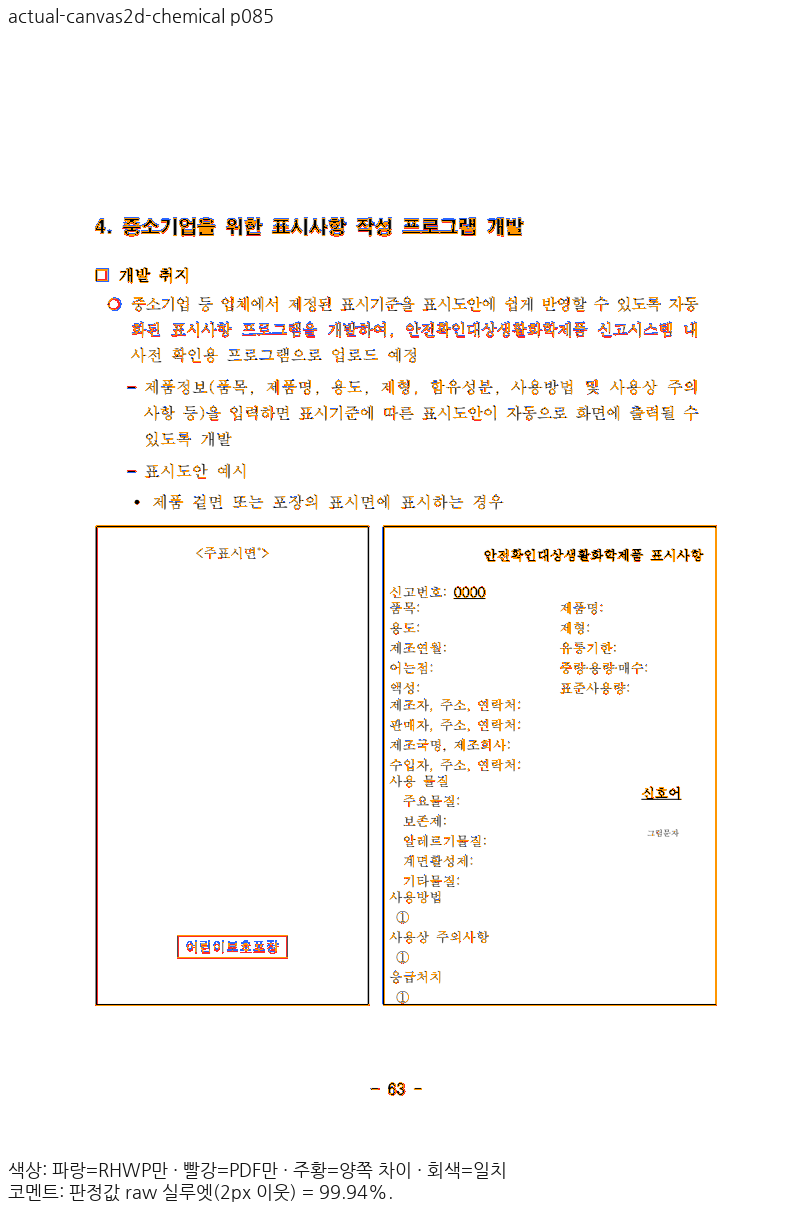 actual-canvas2d-chemical p085
4. 중소기업을 위한 표시사항 작성 프로그램 개발
□ 개발 취지
○ 중소기업 등 업체에서 제정된 표시기준을 표시도안에 쉽게 반영할 수 있도록 자동
화된 표시사항 프로그램을 개발하여, 안전확인대상생활화학제품 신고시스템 내
사전 확인용 프로그램으로 업로드 예정
- 제품정보(품목, 제품명, 용도, 제형, 함유성분, 사용방법 및 사용상 주의
사항 등)을 입력하면 표시기준에 따른 표시도안이 자동으로 화면에 출력될 수
있도록 개발
- 표시도안 예시
• 제품 겉면 또는 포장의 표시면에 표시하는 경우
<주표시면*>
어린이보호포장
안전확인대상생활화학제품 표시사항
신고번호: 0000
품목: 제품명:
용도: 제형:
제조연월: 유통기한:
어는점: 중량·용량·매수:
액성: 표준사용량:
제조자, 주소, 연락처:
판매자, 주소, 연락처:
제조국명, 제조회사:
수입자, 주소, 연락처:
사용 물질
주요물질:
신호어
보존제:
그림문자
알레르기물질:
계면활성제:
기타물질:
사용방법
①
사용상 주의사항
①
응급처치
①
- 63 -
색상: 파랑=RHWP만 · 빨강=PDF만 · 주황=양쪽 차이 · 회색=일치
코멘트: 판정값 raw 실루엣(2px 이웃) = 99.94%.